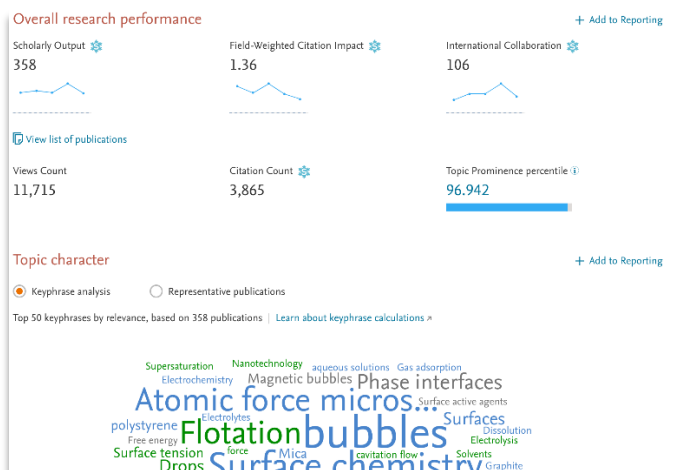 Overall research performance
+ Add to Reporting
Scholarly Output
Field-Weighted Citation Impact
International Collaboration
358
1.36
106
View list of publications
Views Count
Citation Count
Topic Prominence percentile
11,715
3,865
96.942
Topic character
+ Add to Reporting
Keyphrase analysis
Representative publications
Top 50 keyphrases by relevance, based on 358 publications | Learn about keyphrase calculations ↗
Supersaturation
Nanotechnology
aqueous solutions
Gas adsorption
Electrochemistry
Magnetic bubbles
Phase interfaces
Atomic force micros...
Surface active agents
polystyrene
Electrolytes
Surfaces
Flotation
bubbles
Dissolution
Free energy
Electrolysis
Surface tension
force
Mica
cavitation flow
Solvents
Drops
Surface chemistry
Graphite